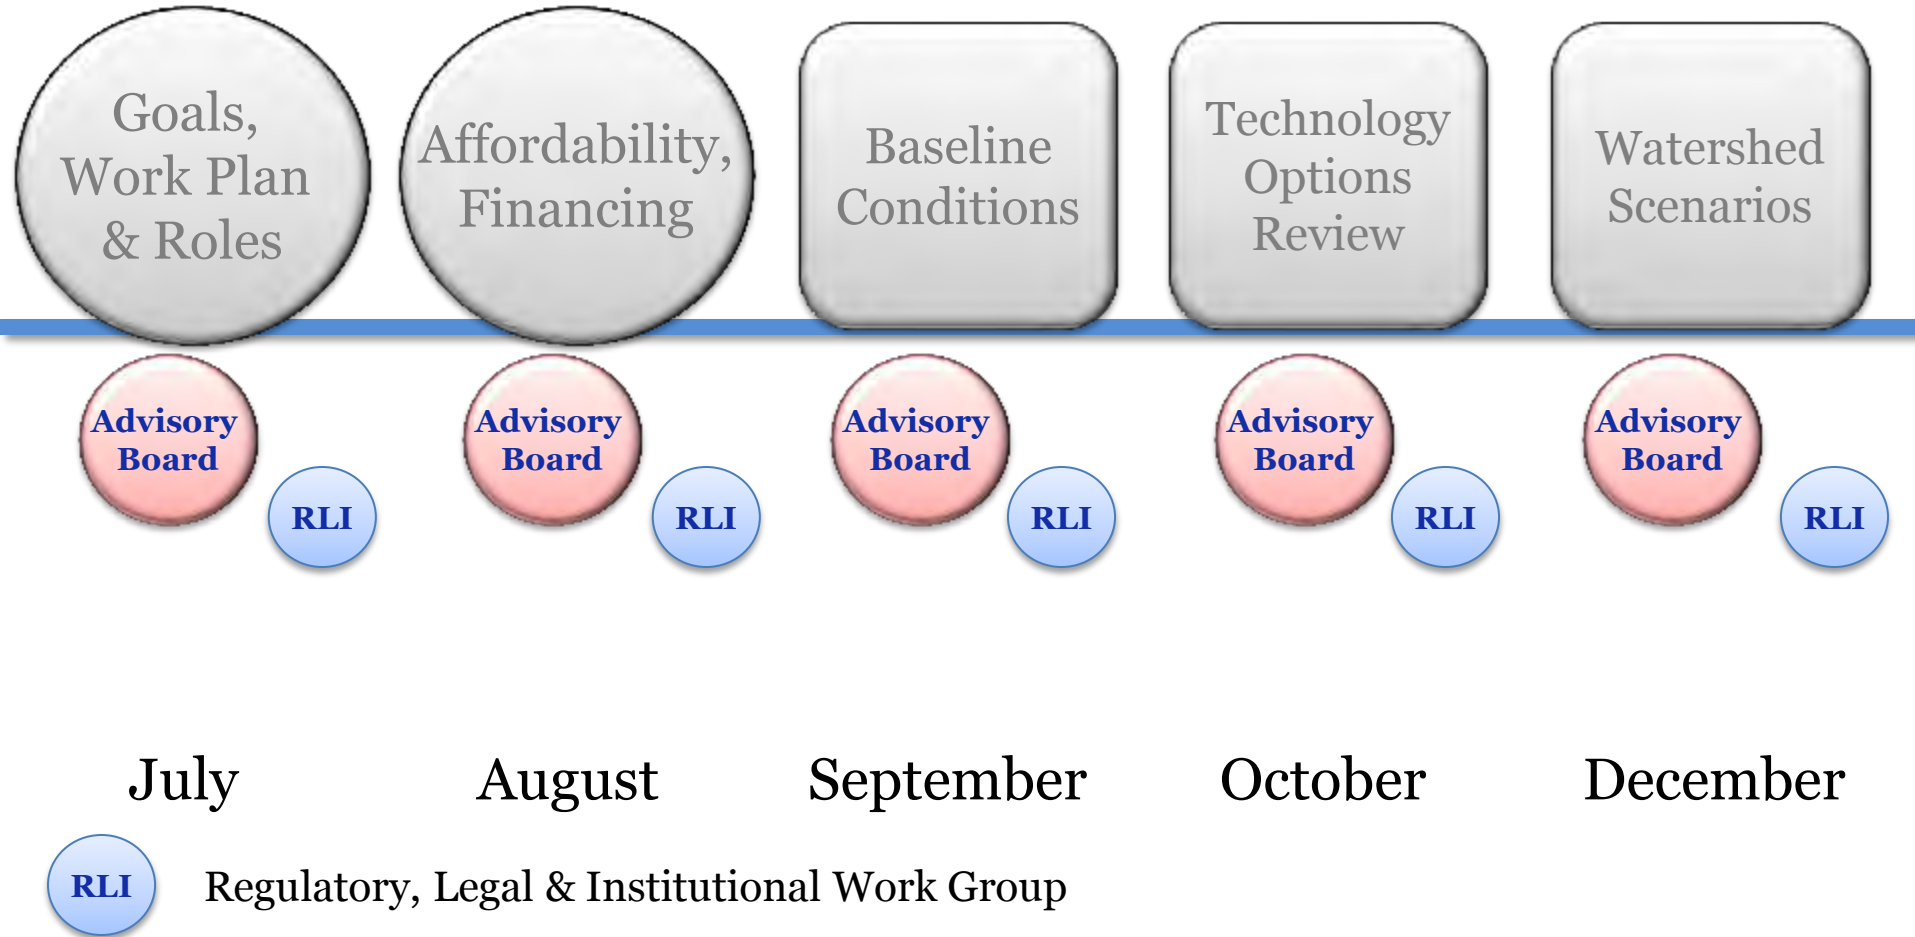 Goals,
Work Plan
& Roles
Affordability,
Financing
Baseline
Conditions
Technology
Options
Review
Watershed
Scenarios
Advisory
Board
RLI
Advisory
Board
RLI
Advisory
Board
RLI
Advisory
Board
RLI
Advisory
Board
RLI
July
August
September
October
December
RLI
Regulatory, Legal & Institutional Work Group